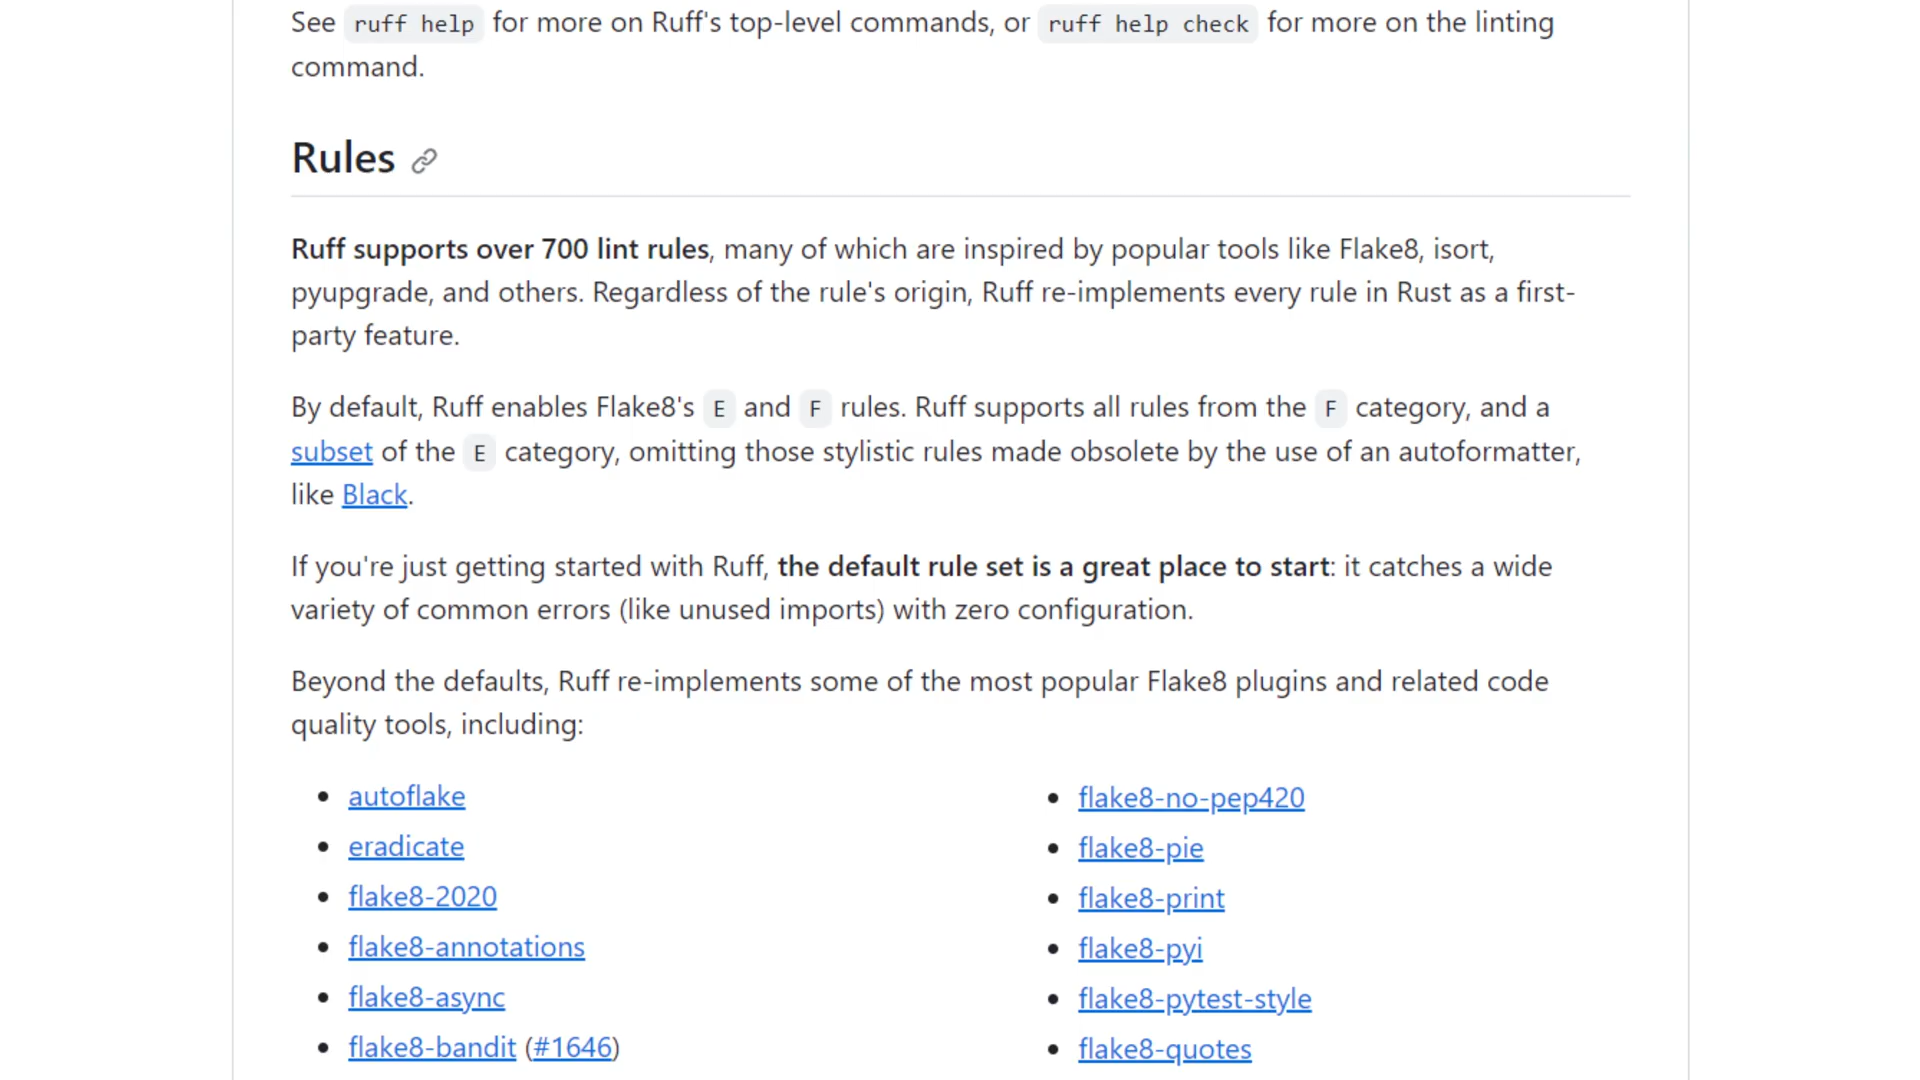 See ruff help for more on Ruff's top-level commands, or ruff help check for more on the linting
command.
Rules
Ruff supports over 700 lint rules, many of which are inspired by popular tools like Flake8, isort,
pyupgrade, and others. Regardless of the rule's origin, Ruff re-implements every rule in Rust as a first-
party feature.
By default, Ruff enables Flake8's E and F rules. Ruff supports all rules from the F category, and a
subset of the E category, omitting those stylistic rules made obsolete by the use of an autoformatter,
like Black.
If you're just getting started with Ruff, the default rule set is a great place to start: it catches a wide
variety of common errors (like unused imports) with zero configuration.
Beyond the defaults, Ruff re-implements some of the most popular Flake8 plugins and related code
quality tools, including:
autoflake
eradicate
flake8-2020
flake8-annotations
flake8-async
flake8-bandit (#1646)
flake8-no-pep420
flake8-pie
flake8-print
flake8-pyi
flake8-pytest-style
flake8-quotes